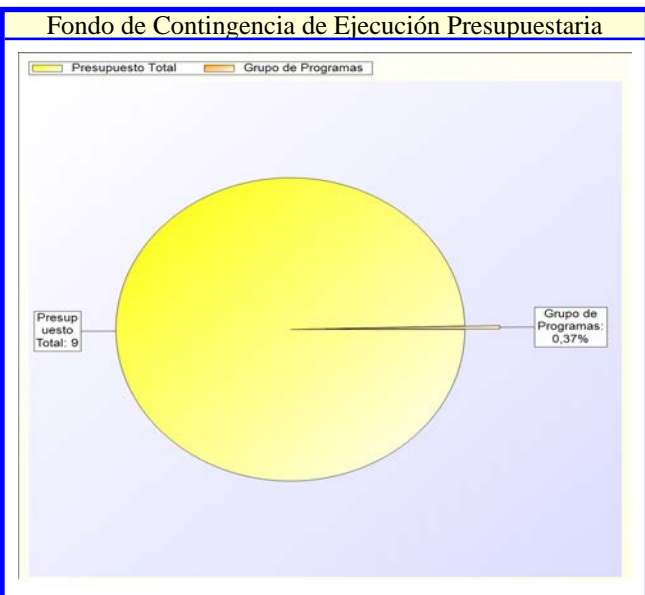 Fondo de Contingencia de Ejecución Presupuestaria
Presupuesto Total Grupo de Programas
Presup
uesto
Total: 9
Grupo de
Programas:
0,37%